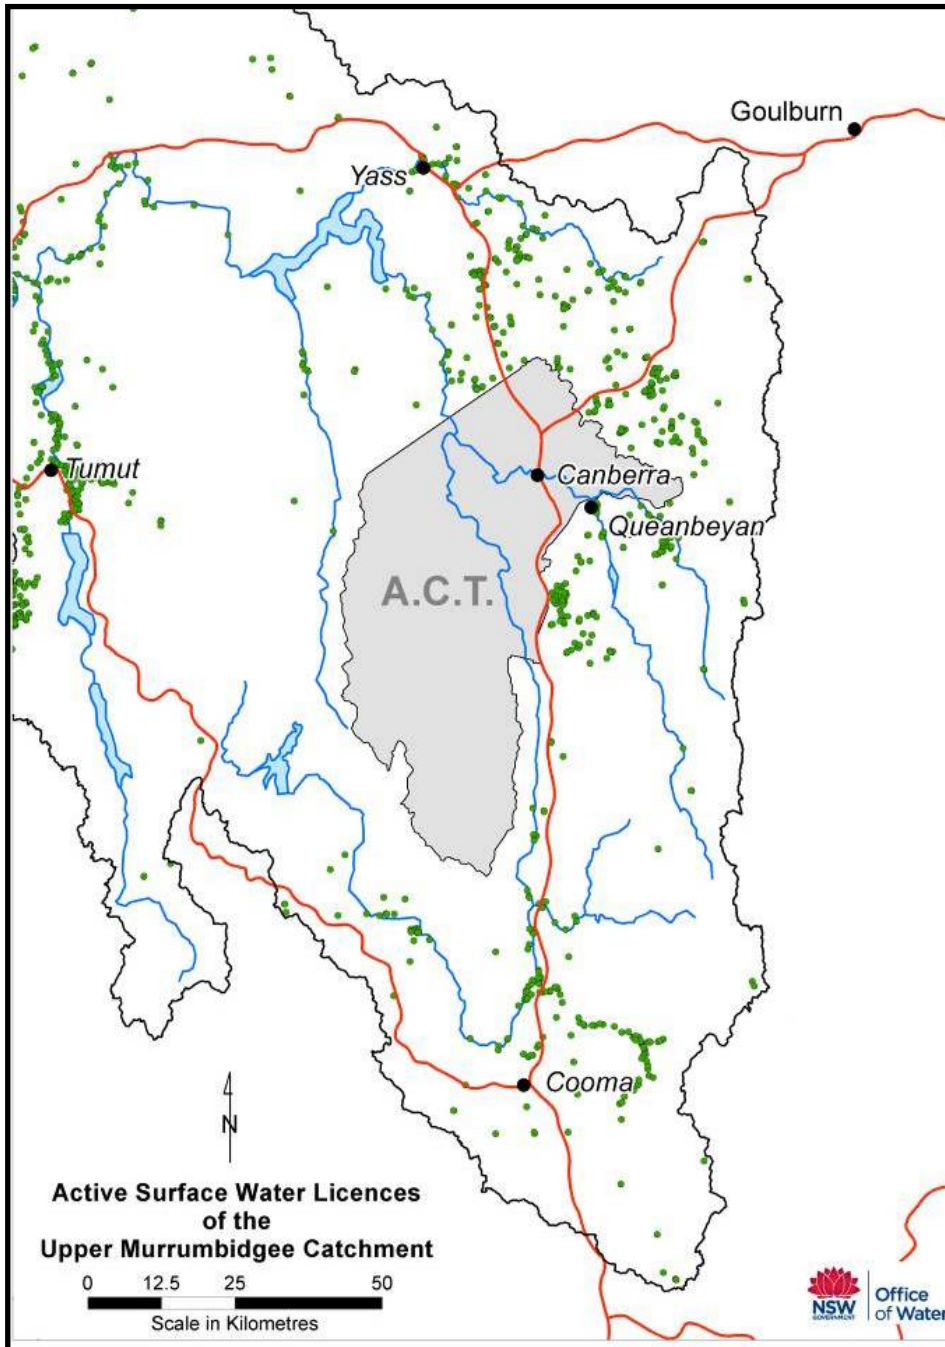 Goulburn
Yass
Tumut
Canberra
Queanbeyan
A.C.T.
Cooma
N
Active Surface Water Licences
of the
Upper Murrumbidgee Catchment
0 12.5 25 50
Scale in Kilometres
NSW
GOVERNMENT
Office
of Water